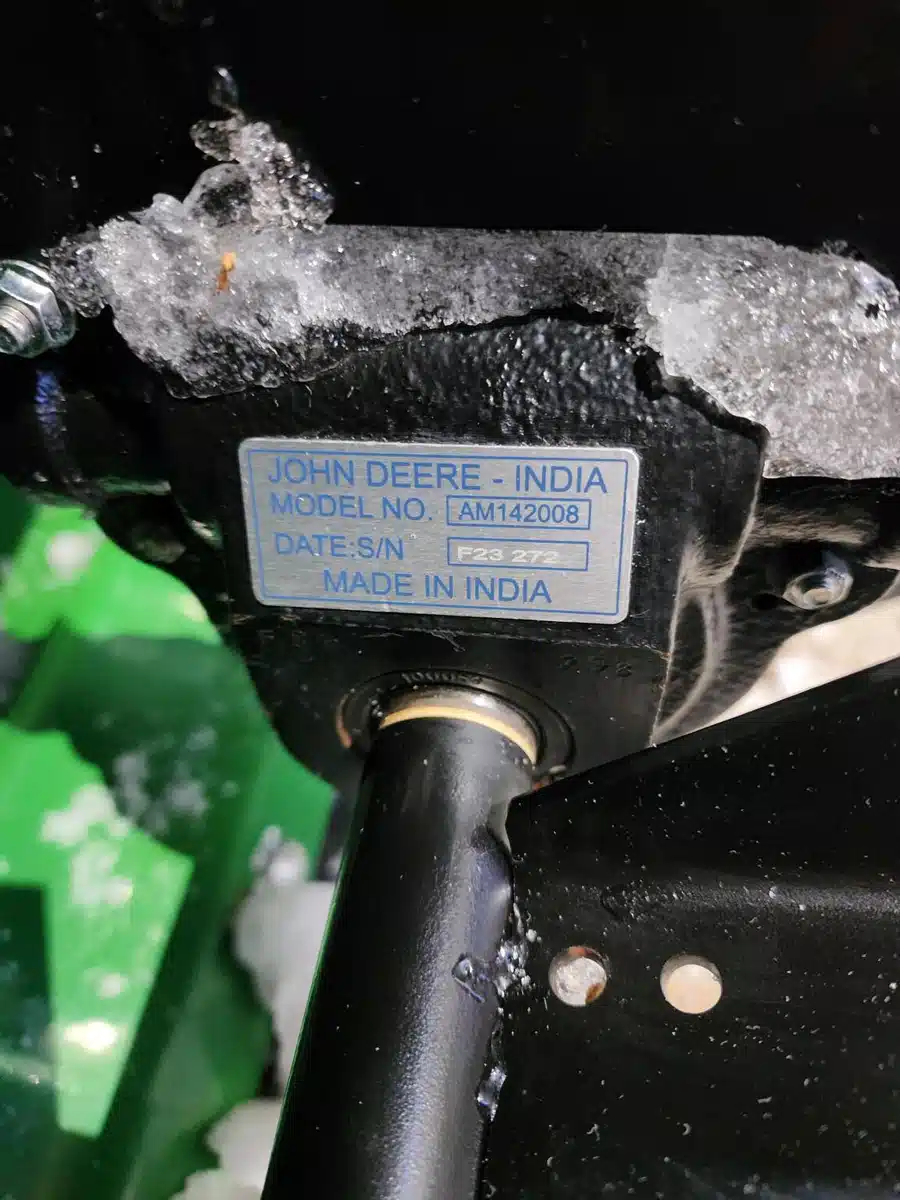 JOHN DEERE - INDIA
MODEL NO. AM142008
DATE:S/N F23 272
MADE IN INDIA